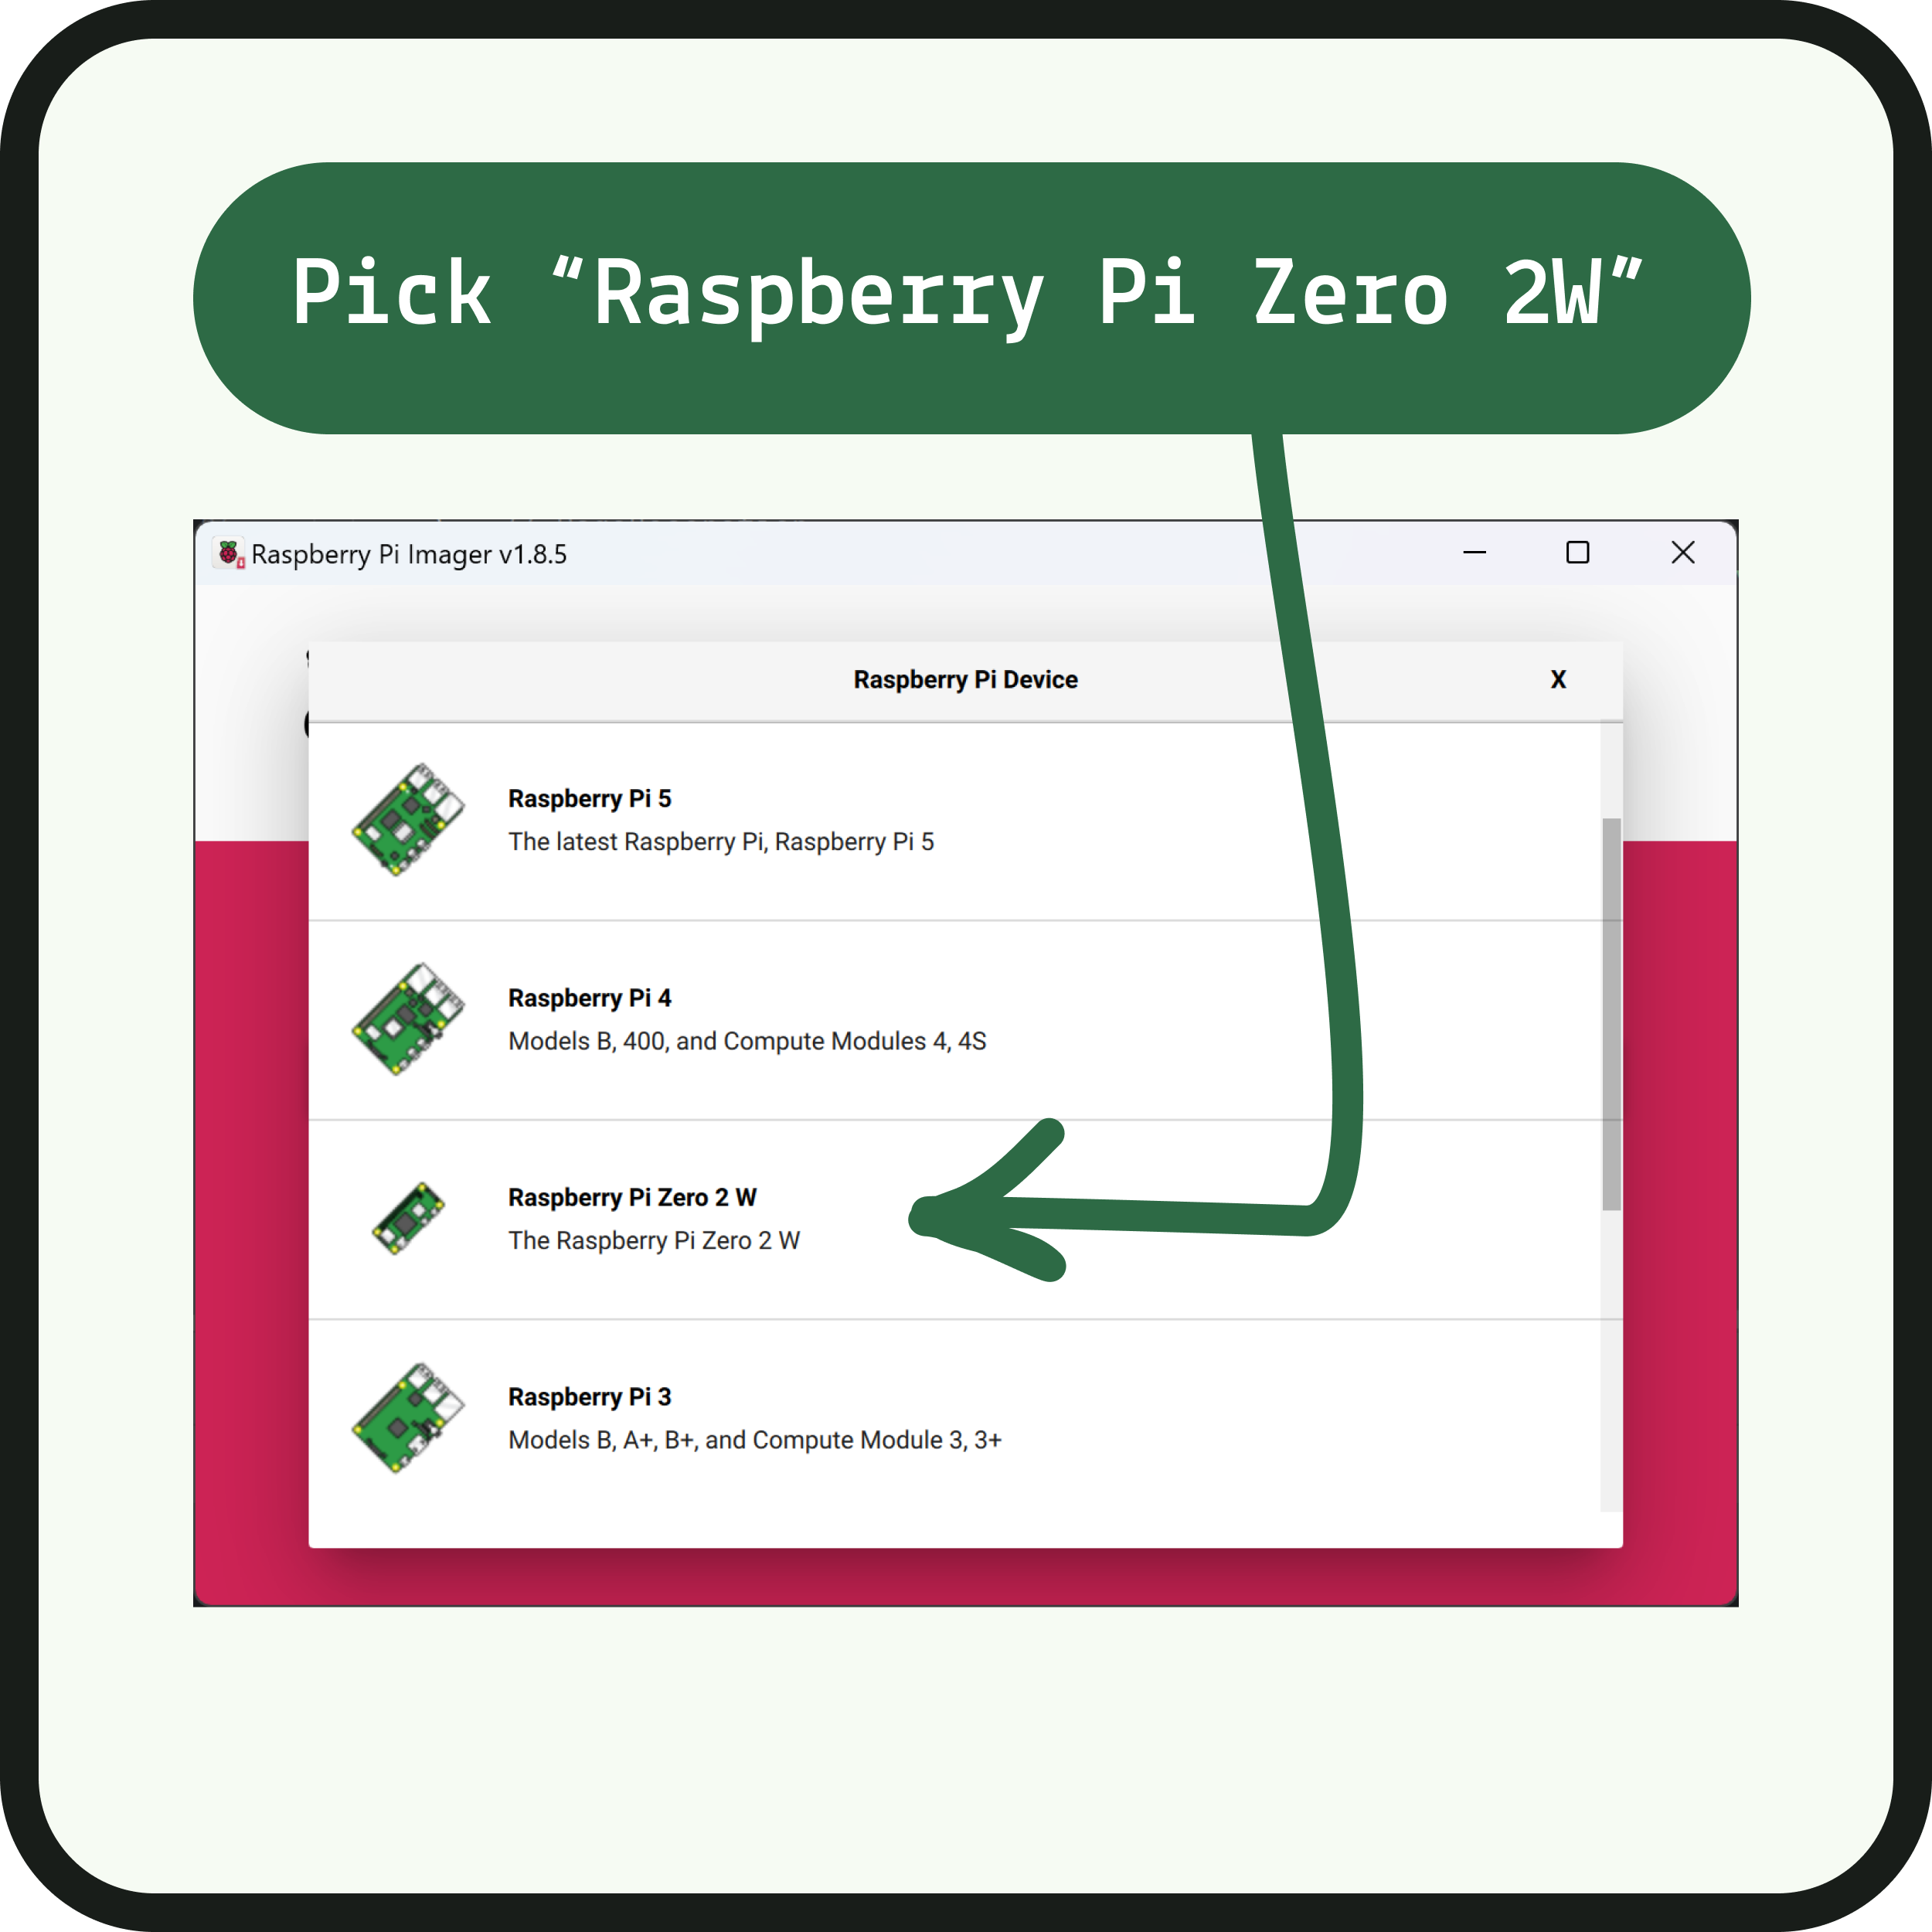 Pick “Raspberry Pi Zero 2W”
Raspberry Pi Imager v1.8.5
Raspberry Pi Device
X
Raspberry Pi 5
The latest Raspberry Pi, Raspberry Pi 5
Raspberry Pi 4
Models B, 400, and Compute Modules 4, 4S
Raspberry Pi Zero 2 W
The Raspberry Pi Zero 2 W
Raspberry Pi 3
Models B, A+, B+, and Compute Module 3, 3+